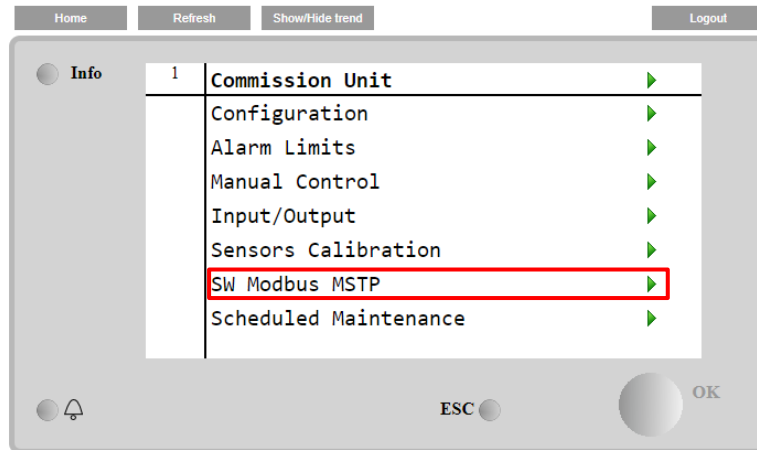 Home Refresh Show/Hide trend Logout
Info
1 Commission Unit
Configuration
Alarm Limits
Manual Control
Input/Output
Sensors Calibration
SW Modbus MSTP
Scheduled Maintenance
ESC OK